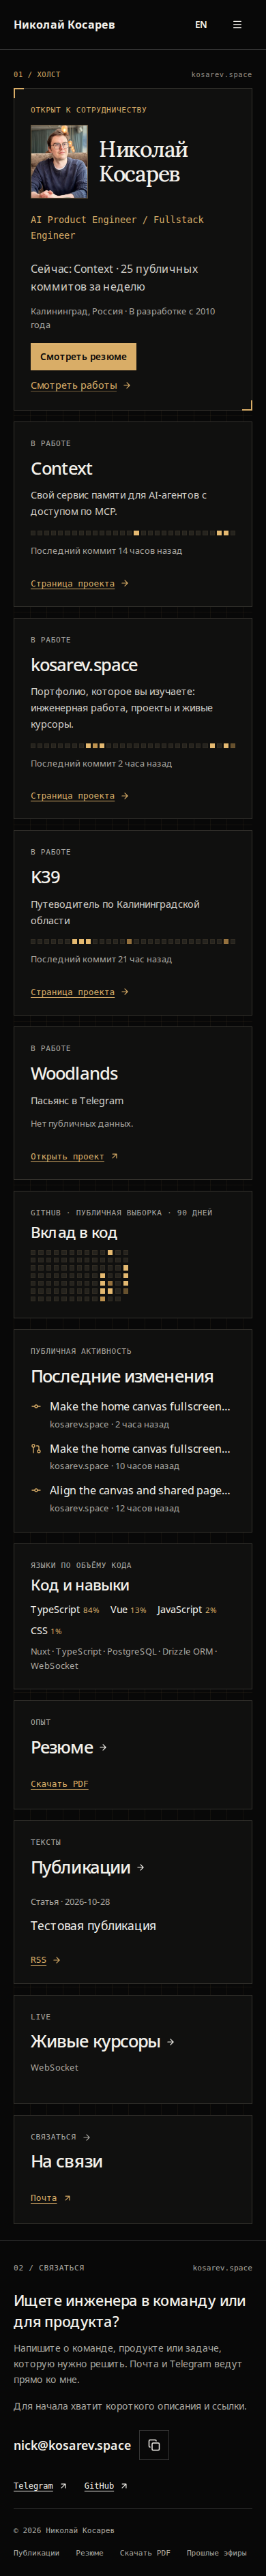 Николай Косарев
EN
01 / ХОЛСТ
kosarev.space
ОТКРЫТ К СОТРУДНИЧЕСТВУ
Николай
Косарев
AI Product Engineer / Fullstack
Engineer
Сейчас: Context · 25 публичных
коммитов за неделю
Калининград, Россия · В разработке с 2010
года
Смотреть резюме
Смотреть работы →
В РАБОТЕ
Context
Свой сервис памяти для AI-агентов с
доступом по MCP.
Последний коммит 14 часов назад
Страница проекта →
В РАБОТЕ
kosarev.space
Портфолио, которое вы изучаете:
инженерная работа, проекты и живые
курсоры.
Последний коммит 2 часа назад
Страница проекта →
В РАБОТЕ
K39
Путеводитель по Калининградской
области
Последний коммит 21 час назад
Страница проекта →
В РАБОТЕ
Woodlands
Пасьянс в Telegram
Нет публичных данных.
Открыть проект ↗
GITHUB · ПУБЛИЧНАЯ ВЫБОРКА · 90 ДНЕЙ
Вклад в код
ПУБЛИЧНАЯ АКТИВНОСТЬ
Последние изменения
Make the home canvas fullscreen...
kosarev.space · 2 часа назад
Make the home canvas fullscreen...
kosarev.space · 10 часов назад
Align the canvas and shared page...
kosarev.space · 12 часов назад
ЯЗЫКИ ПО ОБЪЁМУ КОДА
Код и навыки
TypeScript 84% Vue 13% JavaScript 2%
CSS 1%
Nuxt · TypeScript · PostgreSQL · Drizzle ORM ·
WebSocket
ОПЫТ
Резюме →
Скачать PDF
ТЕКСТЫ
Публикации →
Статья · 2026-10-28
Тестовая публикация
RSS →
LIVE
Живые курсоры →
WebSocket
СВЯЗАТЬСЯ →
На связи
Почта ↗
02 / СВЯЗАТЬСЯ
kosarev.space
Ищете инженера в команду или
для продукта?
Напишите о команде, продукте или задаче,
которую нужно решить. Почта и Telegram ведут
прямо ко мне.
Для начала хватит короткого описания и ссылки.
nick@kosarev.space
Telegram ↗ GitHub ↗
© 2026 Николай Косарев
Публикации Резюме Скачать PDF Прошлые эфиры